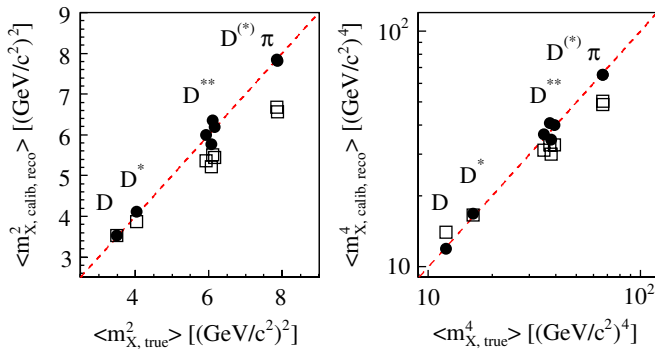 <m²X, calib, reco> [(GeV/c²)²]
9
8
7
6
5
4
3
D
D*
D**
D(*) π
4
6
8
<m²X, true> [(GeV/c²)²]
<m⁴X, calib, reco> [(GeV/c²)⁴]
10²
10
D
D*
D**
D(*) π
10
10²
<m⁴X, true> [(GeV/c²)⁴]